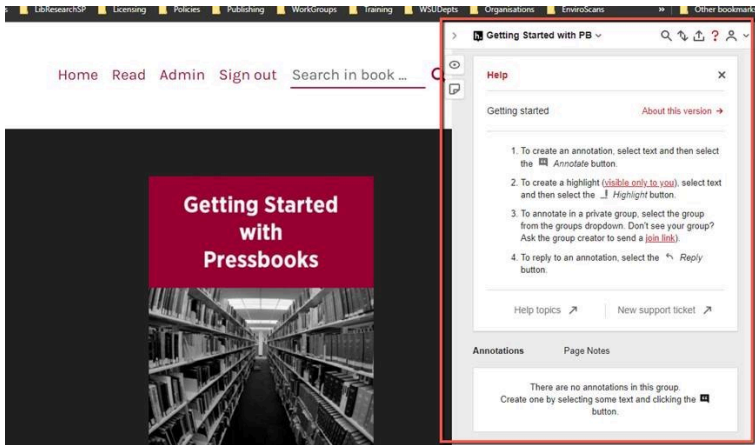 LibResearchSP Licensing Policies Publishing WorkGroups Training WSUDepts Organisations EnviroScans » Other bookmarks
Getting Started with PB
Home Read Admin Sign out Search in book ...
Help
Getting started About this version →
1. To create an annotation, select text and then select
the Annotate button.
2. To create a highlight (visible only to you), select text
and then select the Highlight button.
3. To annotate in a private group, select the group
from the groups dropdown. Don't see your group?
Ask the group creator to send a join link).
4. To reply to an annotation, select the Reply
button.
Help topics New support ticket
Getting Started
with
Pressbooks
Annotations Page Notes
There are no annotations in this group.
Create one by selecting some text and clicking the
button.